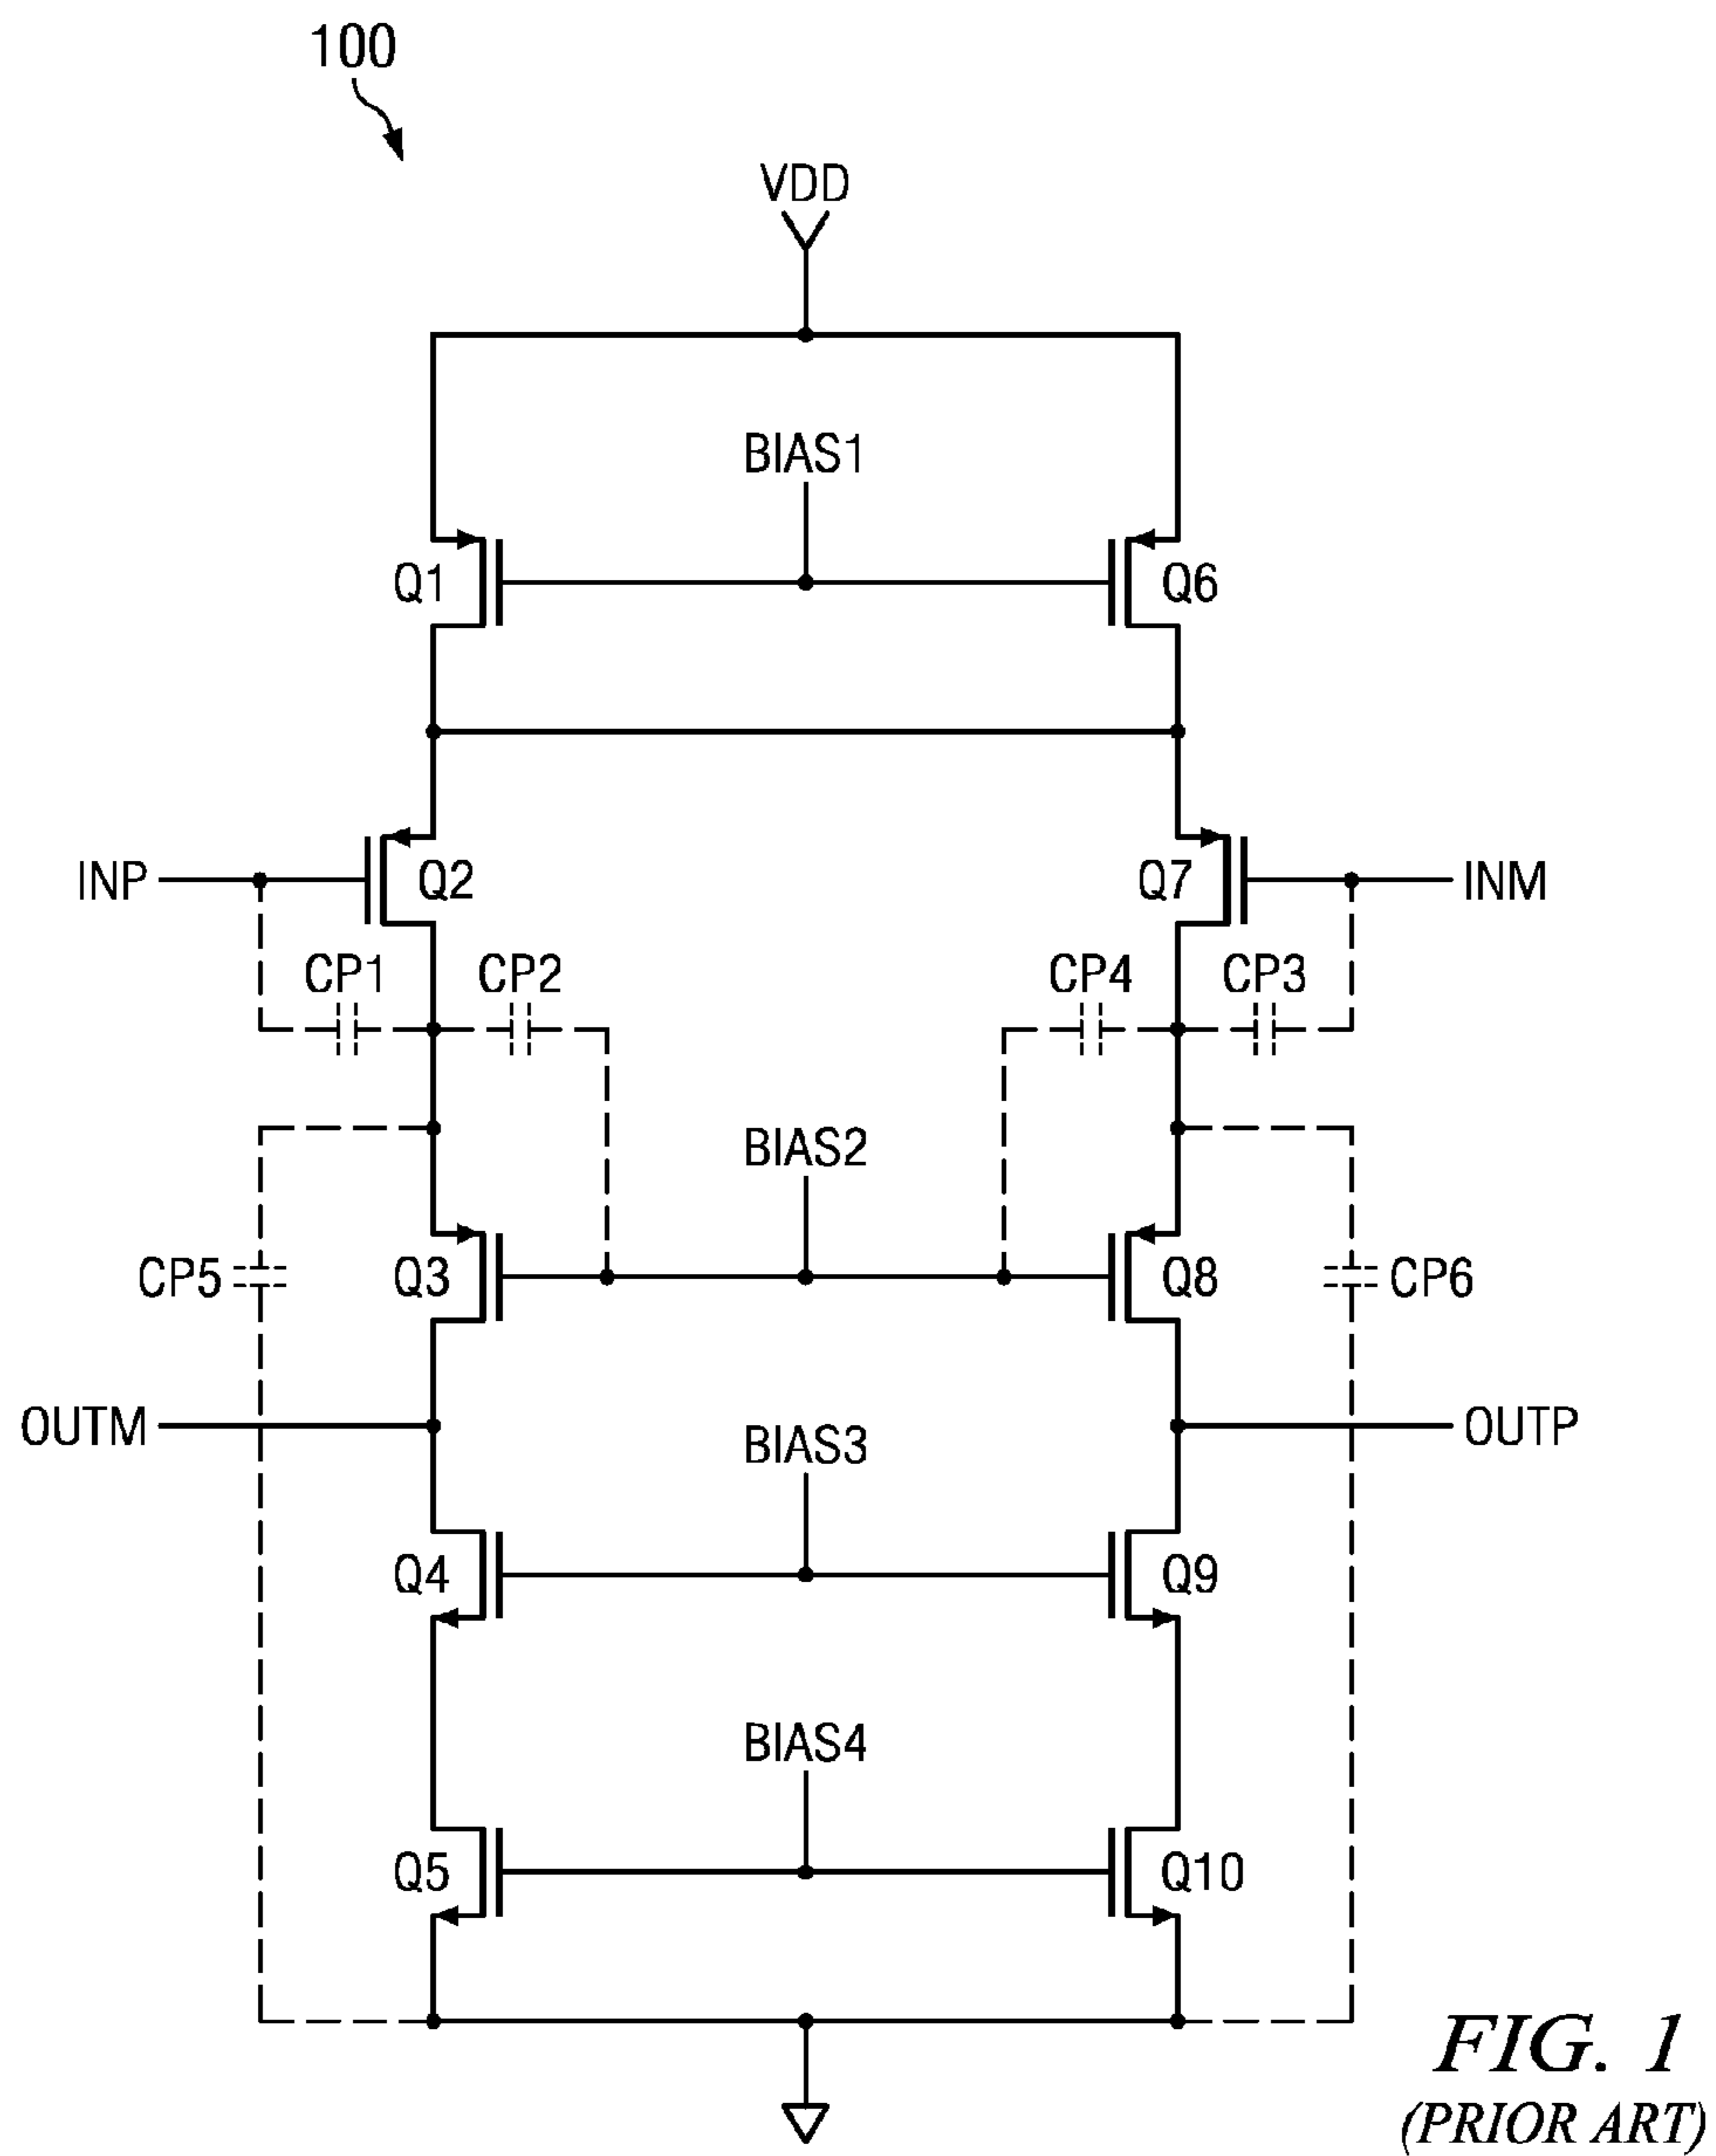 100
VDD
BIAS1
Q1
Q6
INP
Q2
Q7
INM
CP1
CP2
CP4
CP3
BIAS2
CP5
Q3
Q8
CP6
OUTM
BIAS3
OUTP
Q4
Q9
BIAS4
Q5
Q10
FIG. 1
(PRIOR ART)